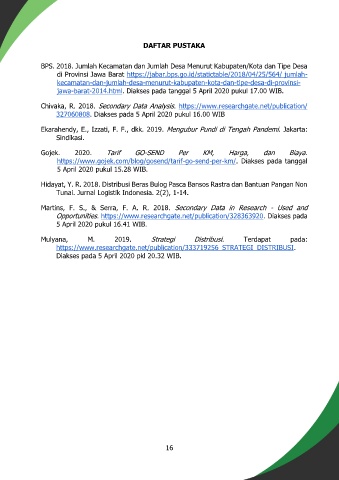 DAFTAR PUSTAKA
BPS. 2018. Jumlah Kecamatan dan Jumlah Desa Menurut Kabupaten/Kota dan Tipe Desa
di Provinsi Jawa Barat https://jabar.bps.go.id/statictable/2018/04/25/564/ jumlah-
kecamatan-dan-jumlah-desa-menurut-kabupaten-kota-dan-tipe-desa-di-provinsi-
jawa-barat-2014.html. Diakses pada tanggal 5 April 2020 pukul 17.00 WIB.
Chivaka, R. 2018. Secondary Data Analysis. https://www.researchgate.net/publication/
327060808. Diakses pada 5 April 2020 pukul 16.00 WIB
Ekarahendy, E., Izzati, F. F., dkk. 2019. Mengubur Pundi di Tengah Pandemi. Jakarta:
Sindikasi.
Gojek. 2020. Tarif GO-SEND Per KM, Harga, dan Biaya.
https://www.gojek.com/blog/gosend/tarif-go-send-per-km/. Diakses pada tanggal
5 April 2020 pukul 15.28 WIB.
Hidayat, Y. R. 2018. Distribusi Beras Bulog Pasca Bansos Rastra dan Bantuan Pangan Non
Tunai. Jurnal Logistik Indonesia. 2(2), 1-14.
Martins, F. S., & Serra, F. A. R. 2018. Secondary Data in Research - Used and
Opportunities. https://www.researchgate.net/publication/328363920. Diakses pada
5 April 2020 pukul 16.41 WIB.
Mulyana, M. 2019. Strategi Distribusi. Terdapat pada:
https://www.researchgate.net/publication/333719256_STRATEGI_DISTRIBUSI.
Diakses pada 5 April 2020 pkl 20.32 WIB.
16